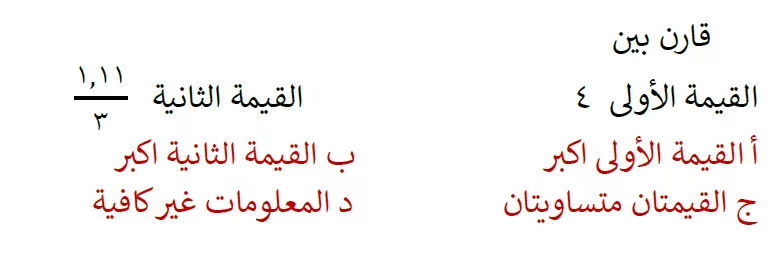 قارن بين
القيمة الأولى ٤ القيمة الثانية ١,١١/٣
أ القيمة الأولى اكبر ب القيمة الثانية اكبر
ج القيمتان متساويتان د المعلومات غير كافية